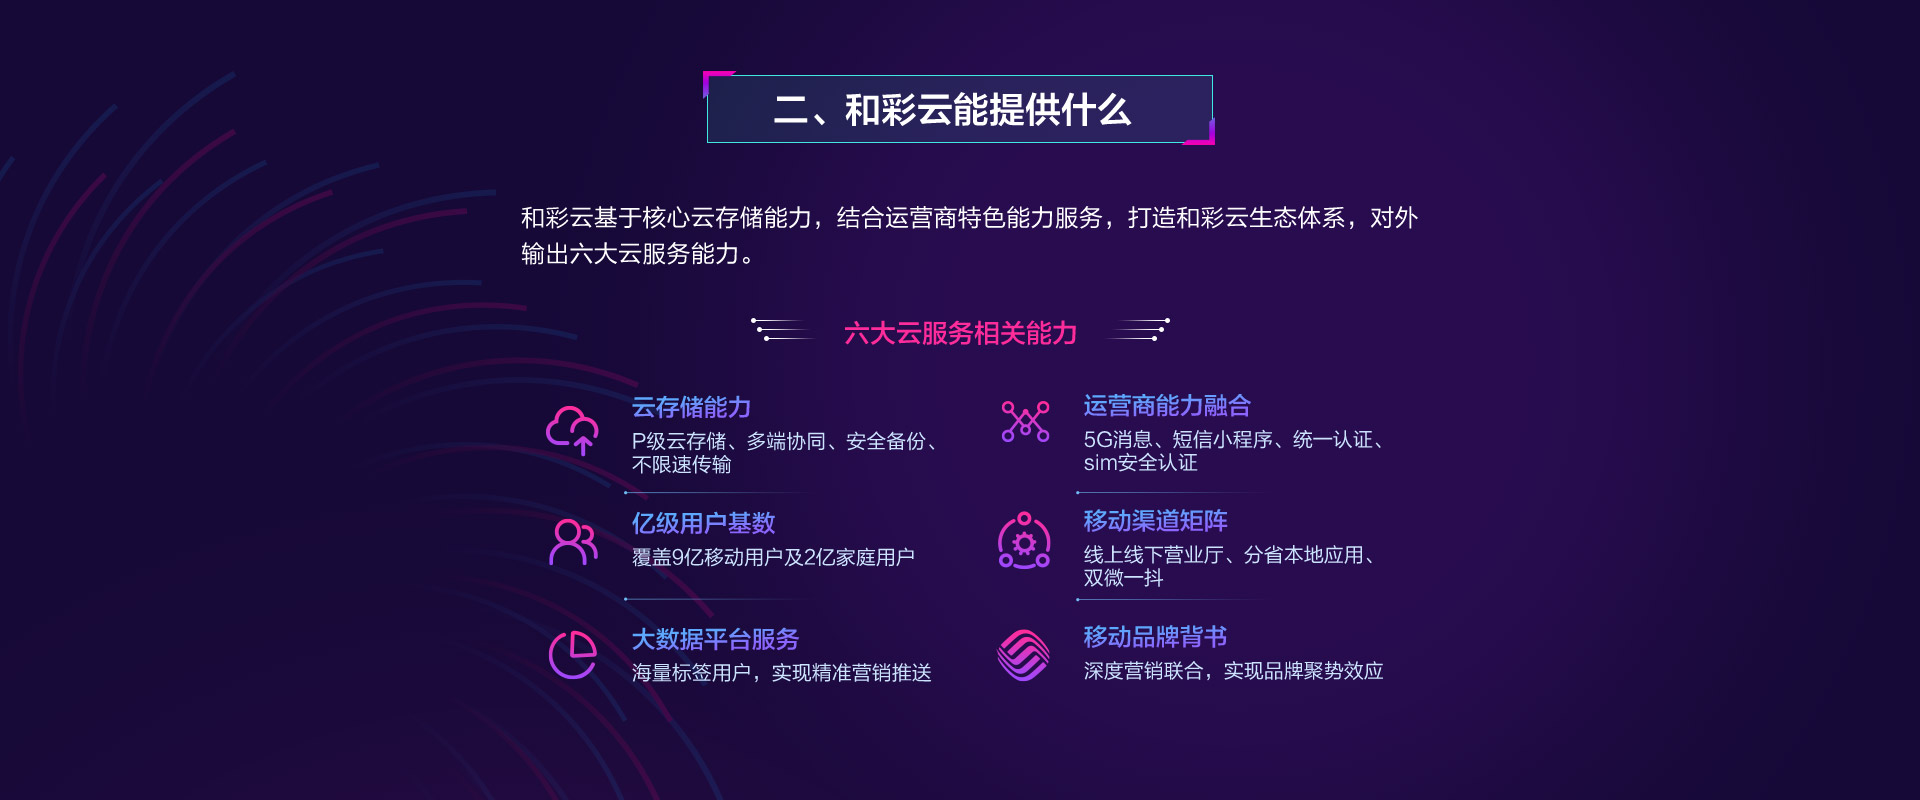 二、和彩云能提供什么
和彩云基于核心云存储能力，结合运营商特色能力服务，打造和彩云生态体系，对外
输出六大云服务能力。
六大云服务相关能力
云存储能力
P级云存储、多端协同、安全备份、
不限速传输
运营商能力融合
5G消息、短信小程序、统一认证、
sim安全认证
亿级用户基数
覆盖9亿移动用户及2亿家庭用户
移动渠道矩阵
线上线下营业厅、分省本地应用、
双微一抖
大数据平台服务
海量标签用户，实现精准营销推送
移动品牌背书
深度营销联合，实现品牌聚势效应